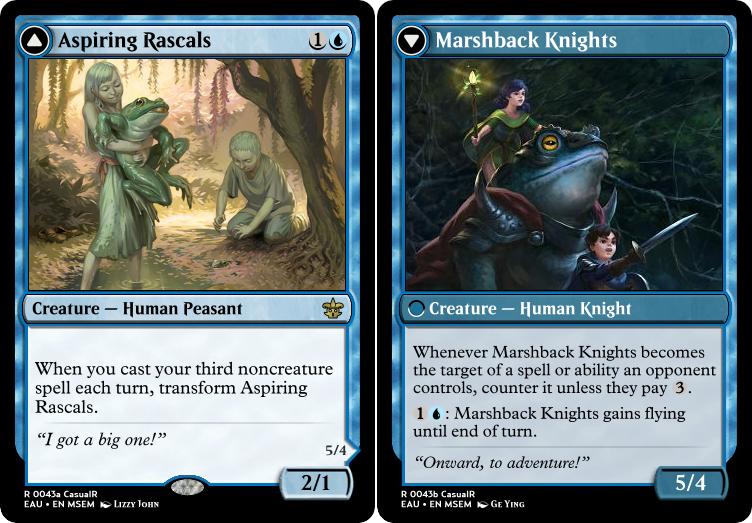 Aspiring Rascals 1
Creature — Human Peasant
When you cast your third noncreature
spell each turn, transform Aspiring
Rascals.
"I got a big one!"
5/4
2/1
R 0043a CasualR
EAU • EN MSEM Lizzy John
Marshback Knights
Creature — Human Knight
Whenever Marshback Knights becomes
the target of a spell or ability an opponent
controls, counter it unless they pay 3.
1 : Marshback Knights gains flying
until end of turn.
"Onward, to adventure!"
5/4
R 0043b CasualR
EAU • EN MSEM Ge Ying